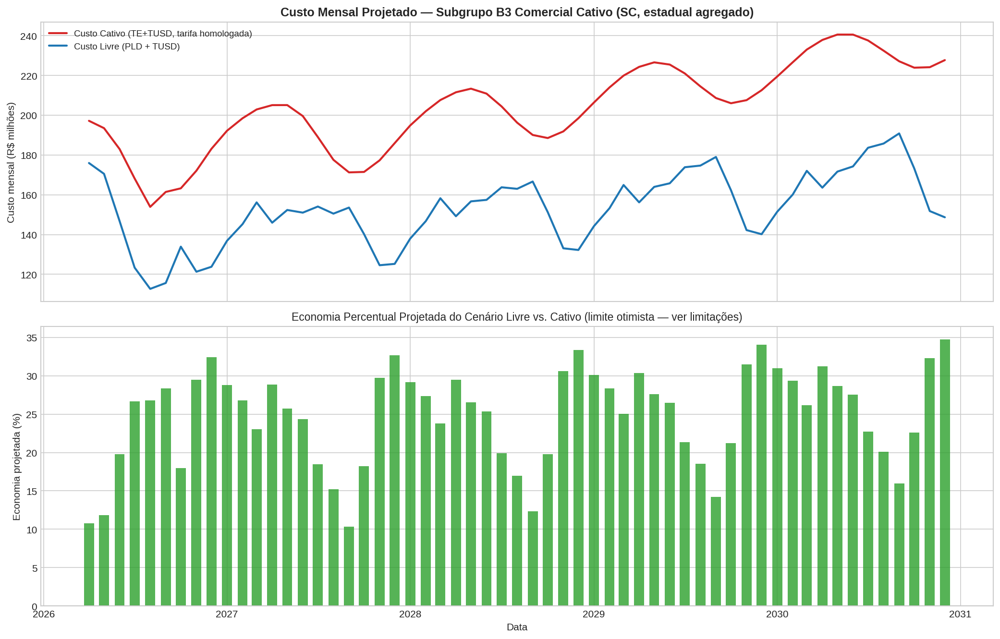 Custo Mensal Projetado — Subgrupo B3 Comercial Cativo (SC, estadual agregado)
Custo Cativo (TE+TUSD, tarifa homologada)
Custo Livre (PLD + TUSD)
Custo mensal (R$ milhões)
240
220
200
180
160
140
120
Economia Percentual Projetada do Cenário Livre vs. Cativo (limite otimista — ver limitações)
Economia projetada (%)
35
30
25
20
15
10
5
0
2026 2027 2028 2029 2030 2031
Data